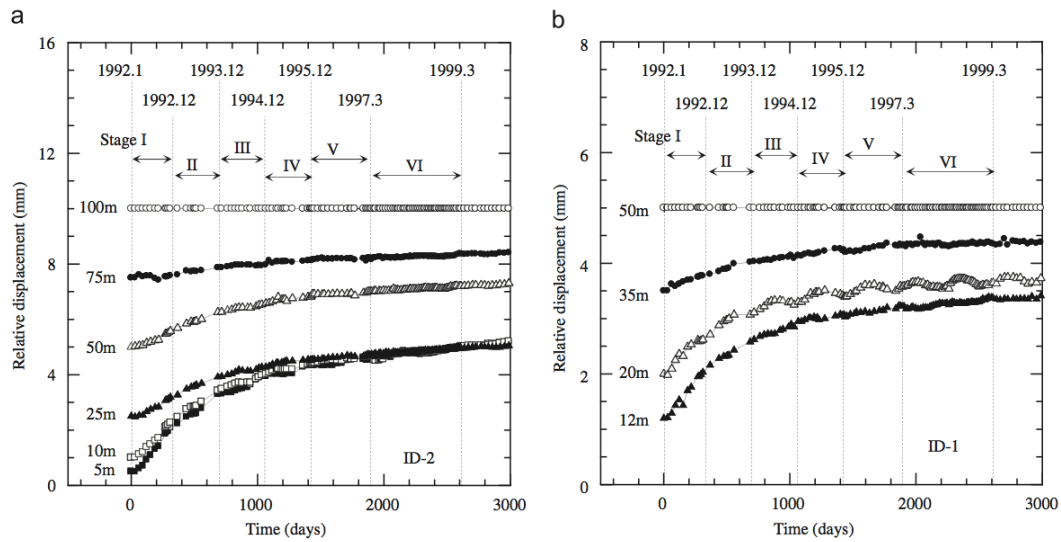 a
16
12
8
4
0
Relative displacement (mm)
1992.1
1993.12
1995.12
1999.3
1992.12
1994.12
1997.3
Stage I
II
III
IV
V
VI
100m
75m
50m
25m
10m
5m
ID-2
0
1000
2000
3000
Time (days)
b
8
6
4
2
0
Relative displacement (mm)
1992.1
1993.12
1995.12
1999.3
1992.12
1994.12
1997.3
Stage I
II
III
IV
V
VI
50m
35m
20m
12m
ID-1
0
1000
2000
3000
Time (days)